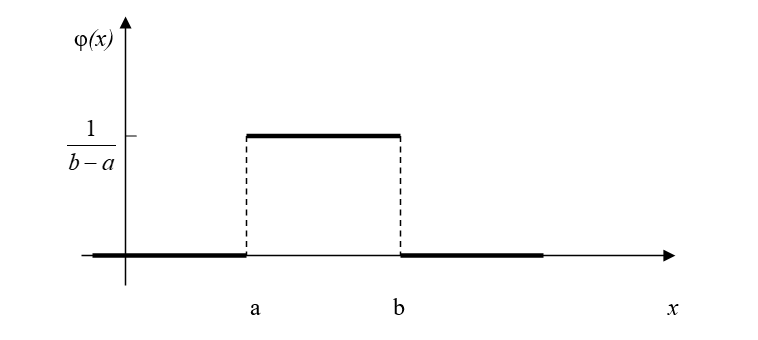 φ(x)
1
b – a
a b x